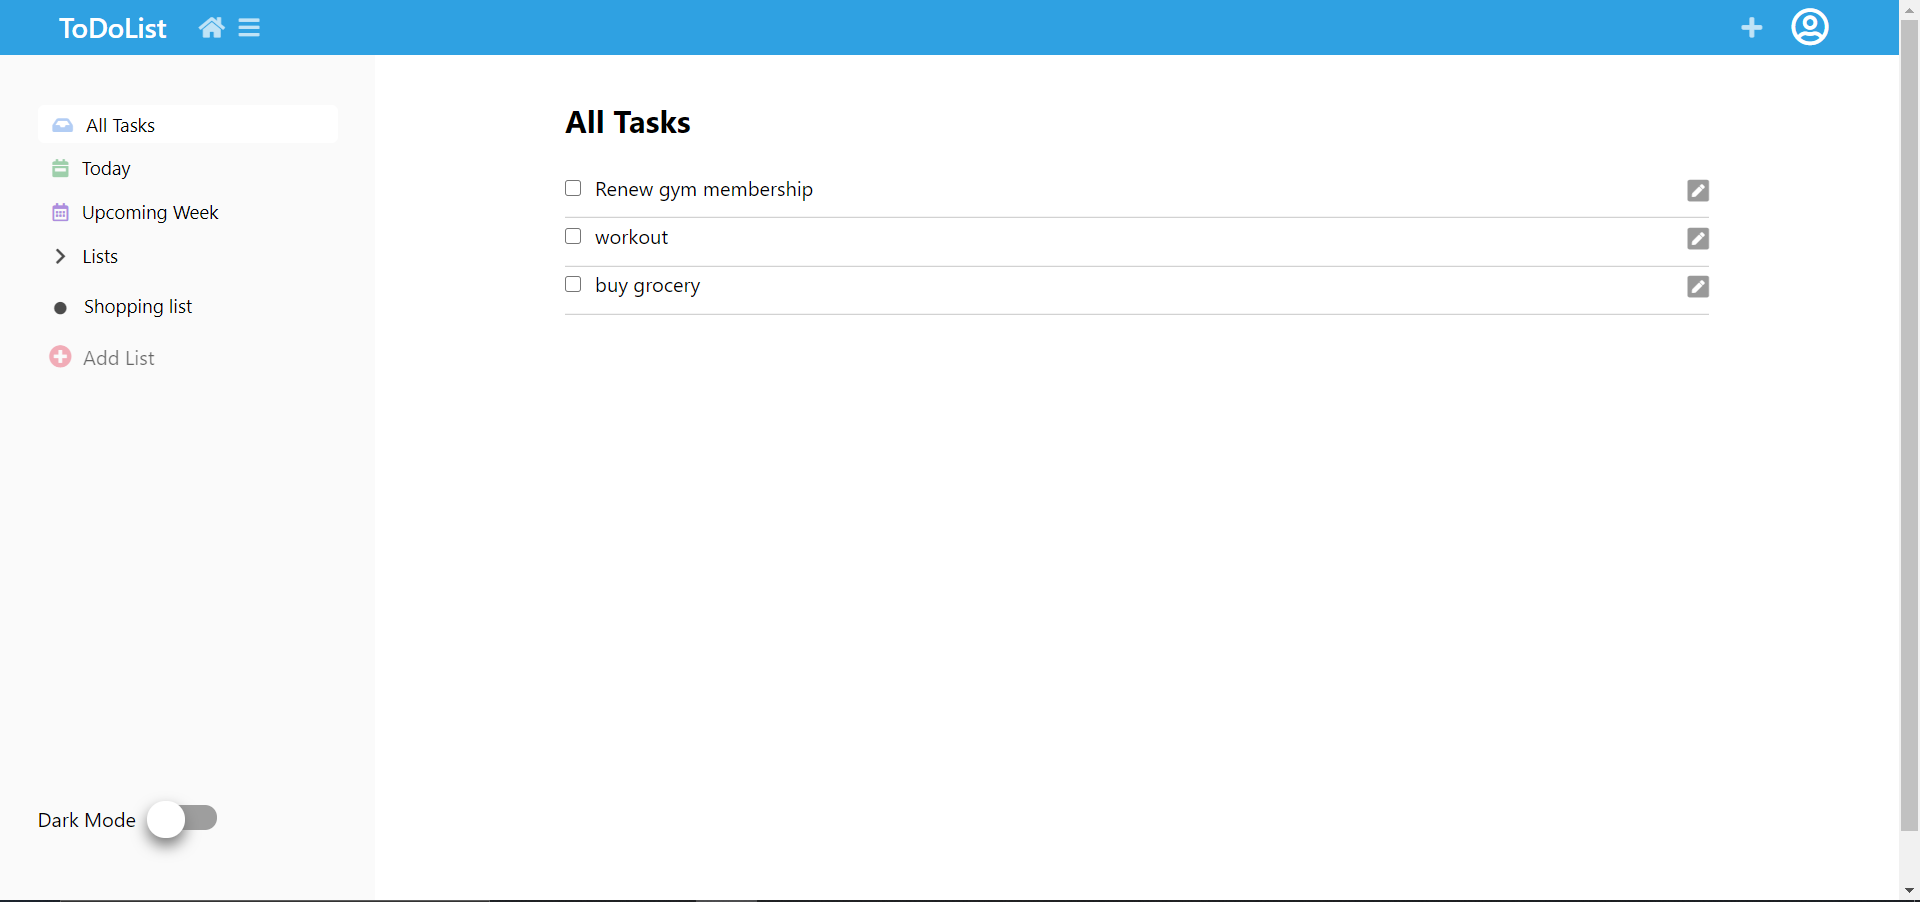 ToDoList
All Tasks
Today
Upcoming Week
Lists
Shopping list
Add List
Dark Mode
All Tasks
Renew gym membership
workout
buy grocery